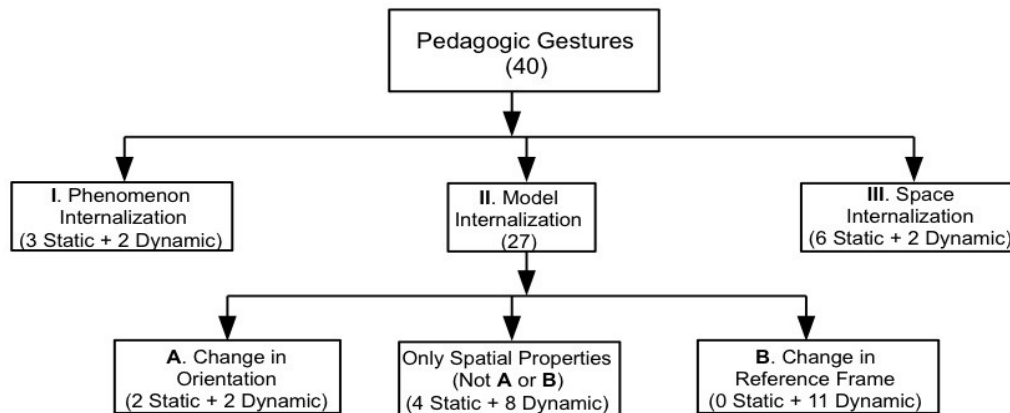 Pedagogic Gestures
(40)
I. Phenomenon
Internalization
(3 Static + 2 Dynamic)
II. Model
Internalization
(27)
III. Space
Internalization
(6 Static + 2 Dynamic)
A. Change in
Orientation
(2 Static + 2 Dynamic)
Only Spatial Properties
(Not A or B)
(4 Static + 8 Dynamic)
B. Change in
Reference Frame
(0 Static + 11 Dynamic)